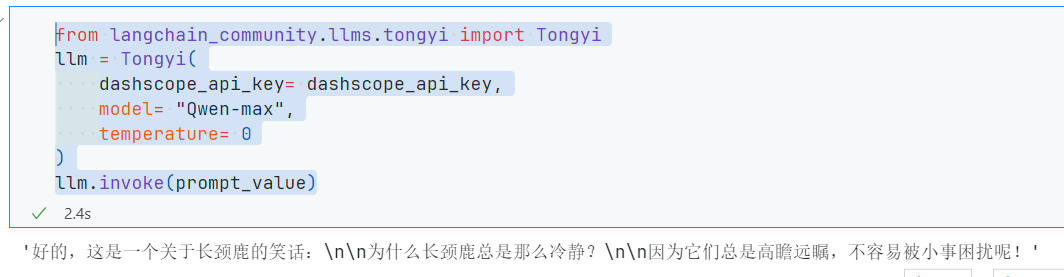 from langchain_community.llms.tongyi import Tongyi
llm = Tongyi(
    dashscope_api_key= dashscope_api_key,
    model= "Qwen-max",
    temperature= 0
)
llm.invoke(prompt_value)
2.4s
'好的，这是一个关于长颈鹿的笑话：\n\n为什么长颈鹿总是那么冷静？\n\n因为它们总是高瞻远瞩，不容易被小事困扰呢！'